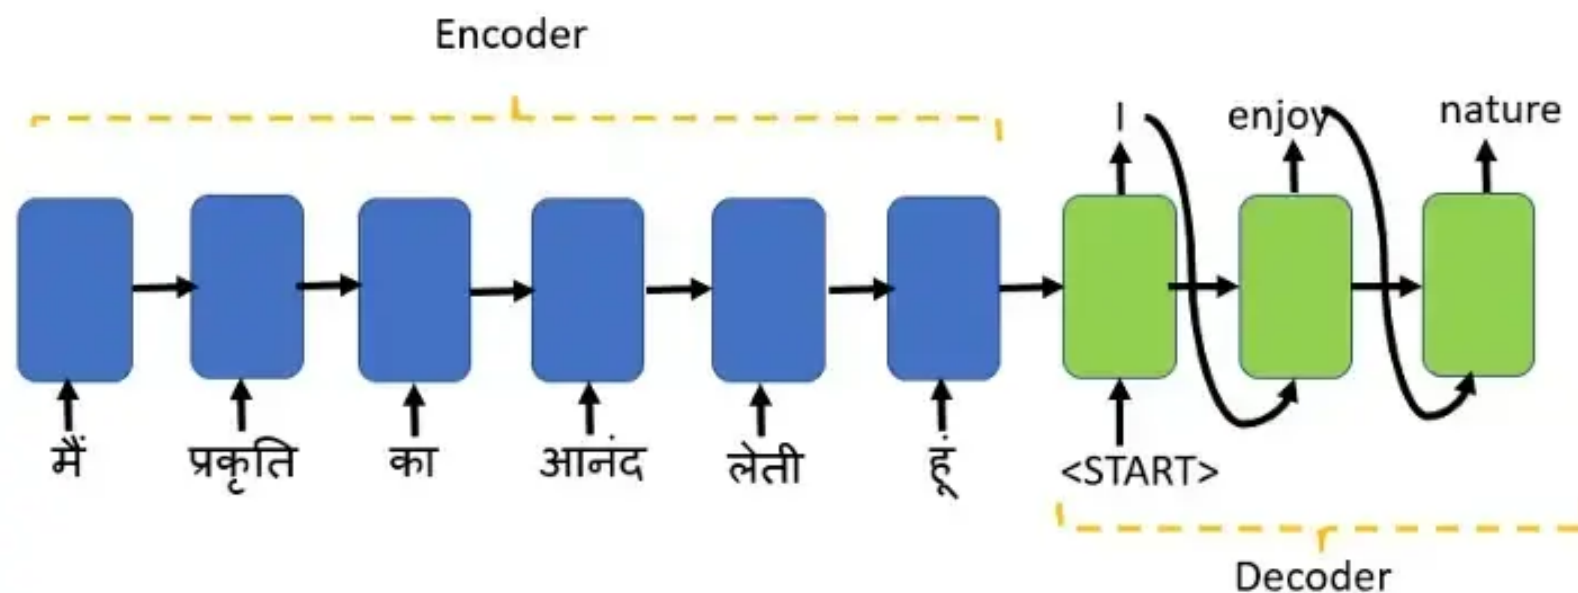 Encoder
I enjoy nature
मैं प्रकृति का आनंद लेती हूं
<START>
Decoder